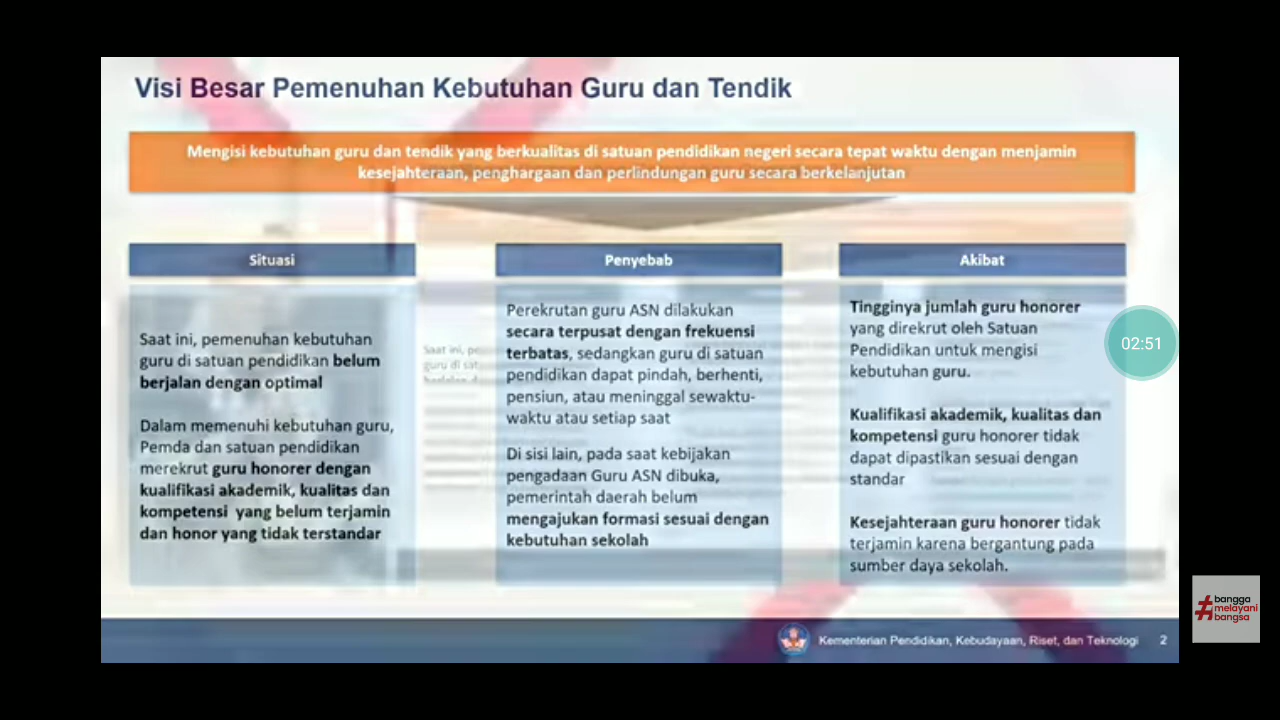 Visi Besar Pemenuhan Kebutuhan Guru dan Tendik
Mengisi kebutuhan guru dan tendik yang berkualitas di satuan pendidikan negeri secara tepat waktu dengan menjamin
kesejahteraan, penghargaan dan perlindungan guru secara berkelanjutan
Situasi
Saat ini, pemenuhan kebutuhan
guru di satuan pendidikan belum
berjalan dengan optimal
Dalam memenuhi kebutuhan guru,
Pemda dan satuan pendidikan
merekrut guru honorer dengan
kualifikasi akademik, kualitas dan
kompetensi yang belum terjamin
dan honor yang tidak terstandar
Saat ini, pe
guru di sat
Penyebab
Perekrutan guru ASN dilakukan
secara terpusat dengan frekuensi
terbatas, sedangkan guru di satuan
pendidikan dapat pindah, berhenti,
pensiun, atau meninggal sewaktu-
waktu atau setiap saat
Di sisi lain, pada saat kebijakan
pengadaan Guru ASN dibuka,
pemerintah daerah belum
mengajukan formasi sesuai dengan
kebutuhan sekolah
Akibat
Tingginya jumlah guru honorer
yang direkrut oleh Satuan
Pendidikan untuk mengisi
kebutuhan guru.
Kualifikasi akademik, kualitas dan
kompetensi guru honorer tidak
dapat dipastikan sesuai dengan
standar
Kesejahteraan guru honorer tidak
terjamin karena bergantung pada
sumber daya sekolah.
02:51
#bangga
melayani
bangsa
Kementerian Pendidikan, Kebudayaan, Riset, dan Teknologi
2